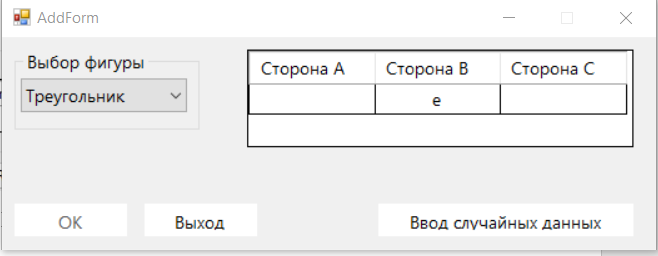 AddForm
Выбор фигуры
Треугольник
Сторона A Сторона B Сторона C
e
OK Выход Ввод случайных данных